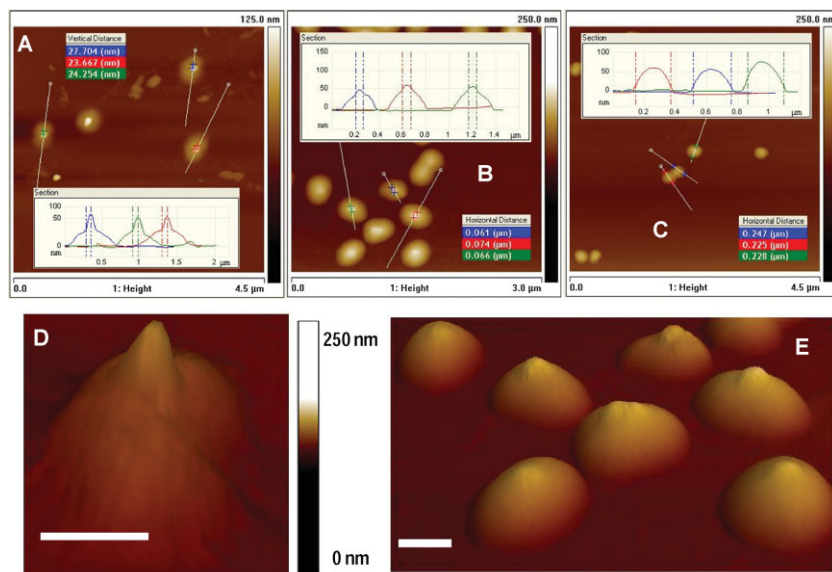 125.0 nm
A
Vertical Distance
27.704 (nm)
23.667 (nm)
24.254 (nm)
Section
100
50
0
nm
0.5
1
1.5
2
µm
0.0
1: Height
4.5 µm
250.0 nm
Section
150
100
50
0
nm
0.2
0.4
0.6
0.8
1
1.2
1.4
µm
B
Horizontal Distance
0.061 (µm)
0.074 (µm)
0.066 (µm)
0.0
1: Height
3.0 µm
250.0 nm
Section
100
50
0
nm
0.2
0.4
0.6
0.8
1
µm
C
Horizontal Distance
0.247 (µm)
0.225 (µm)
0.228 (µm)
0.0
1: Height
4.5 µm
D
250 nm
0 nm
E